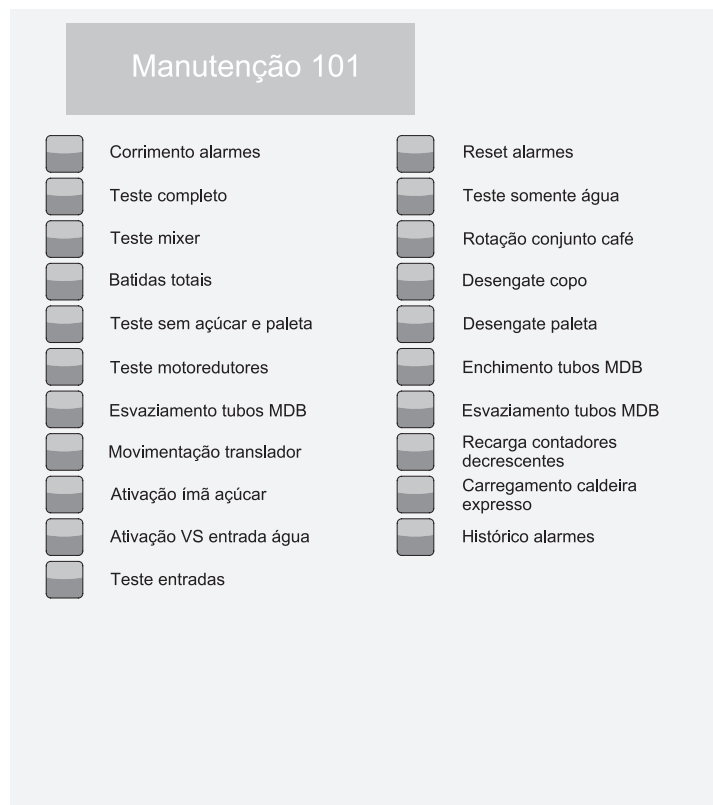 Manutenção 101
Corrimento alarmes
Teste completo
Teste mixer
Batidas totais
Teste sem açúcar e paleta
Teste motoredutores
Esvaziamento tubos MDB
Movimentação translador
Ativação ímã açúcar
Ativação VS entrada água
Teste entradas
Reset alarmes
Teste somente água
Rotação conjunto café
Desengate copo
Desengate paleta
Enchimento tubos MDB
Esvaziamento tubos MDB
Recarga contadores
decrescentes
Carregamento caldeira
expresso
Histórico alarmes